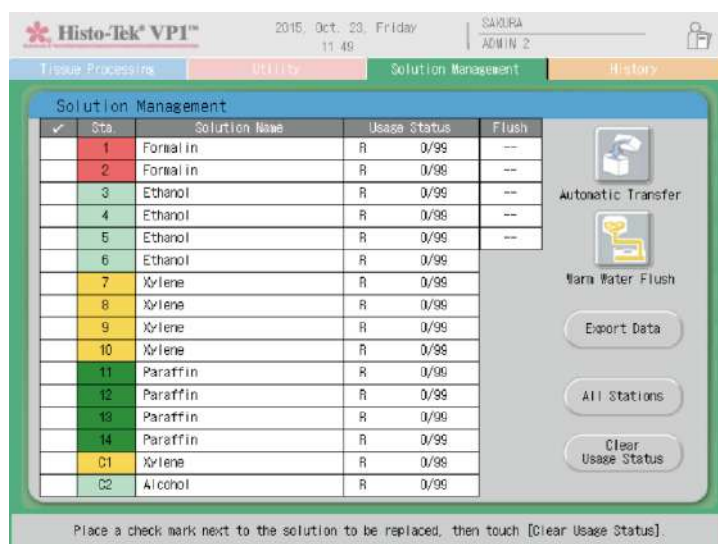 Histo-Tek® VP1™
2015, Oct. 23, Friday
11 49
SAKURA
ADMIN 2
Tissue Processing Utility Solution Management History
Solution Management
✓ Sta. Solution Name Usage Status Flush
1 Formalin R 0/99 --
2 Formalin R 0/99 --
3 Ethanol R 0/99 --
4 Ethanol R 0/99 --
5 Ethanol R 0/99 --
6 Ethanol R 0/99
7 Xylene R 0/99
8 Xylene R 0/99
9 Xylene R 0/99
10 Xylene R 0/99
11 Paraffin R 0/99
12 Paraffin R 0/99
13 Paraffin R 0/99
14 Paraffin R 0/99
C1 Xylene R 0/99
C2 Alcohol R 0/99
Automatic Transfer
Warm Water Flush
Export Data
All Stations
Clear
Usage Status
Place a check mark next to the solution to be replaced, then touch [Clear Usage Status].